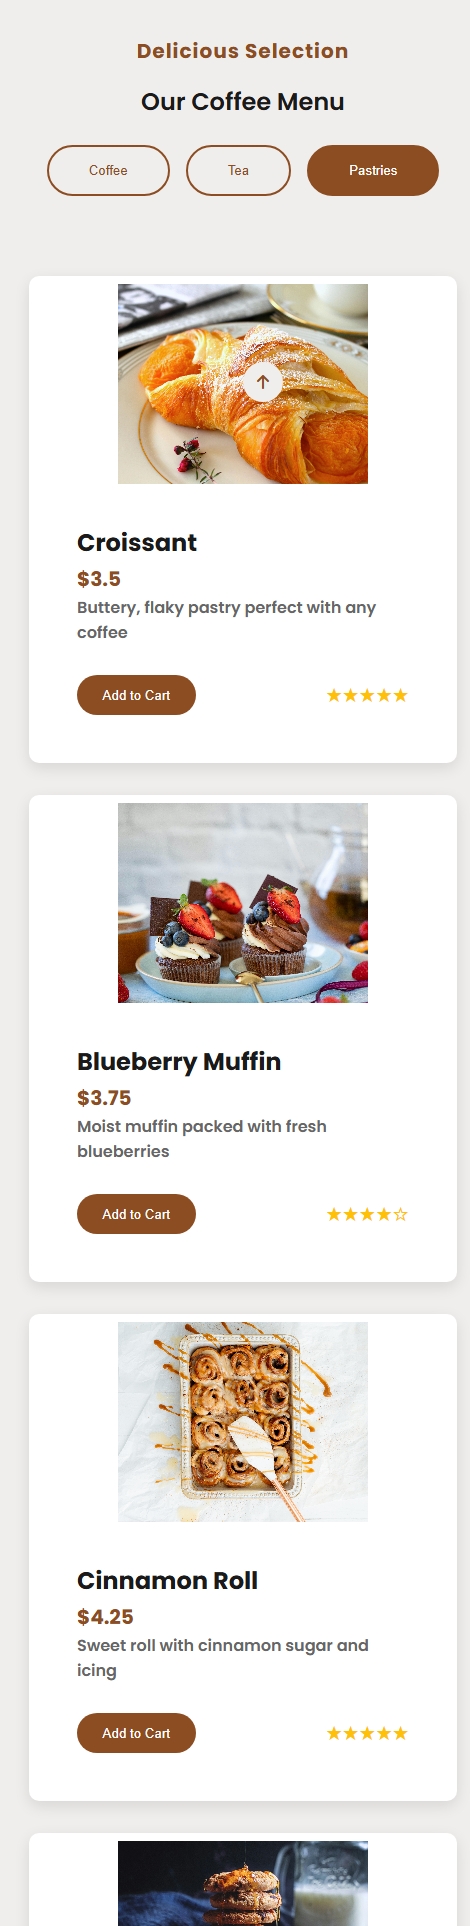 Delicious Selection
Our Coffee Menu
Coffee
Tea
Pastries
Croissant
$3.5
Buttery, flaky pastry perfect with any
coffee
Add to Cart
Blueberry Muffin
$3.75
Moist muffin packed with fresh
blueberries
Add to Cart
Cinnamon Roll
$4.25
Sweet roll with cinnamon sugar and
icing
Add to Cart